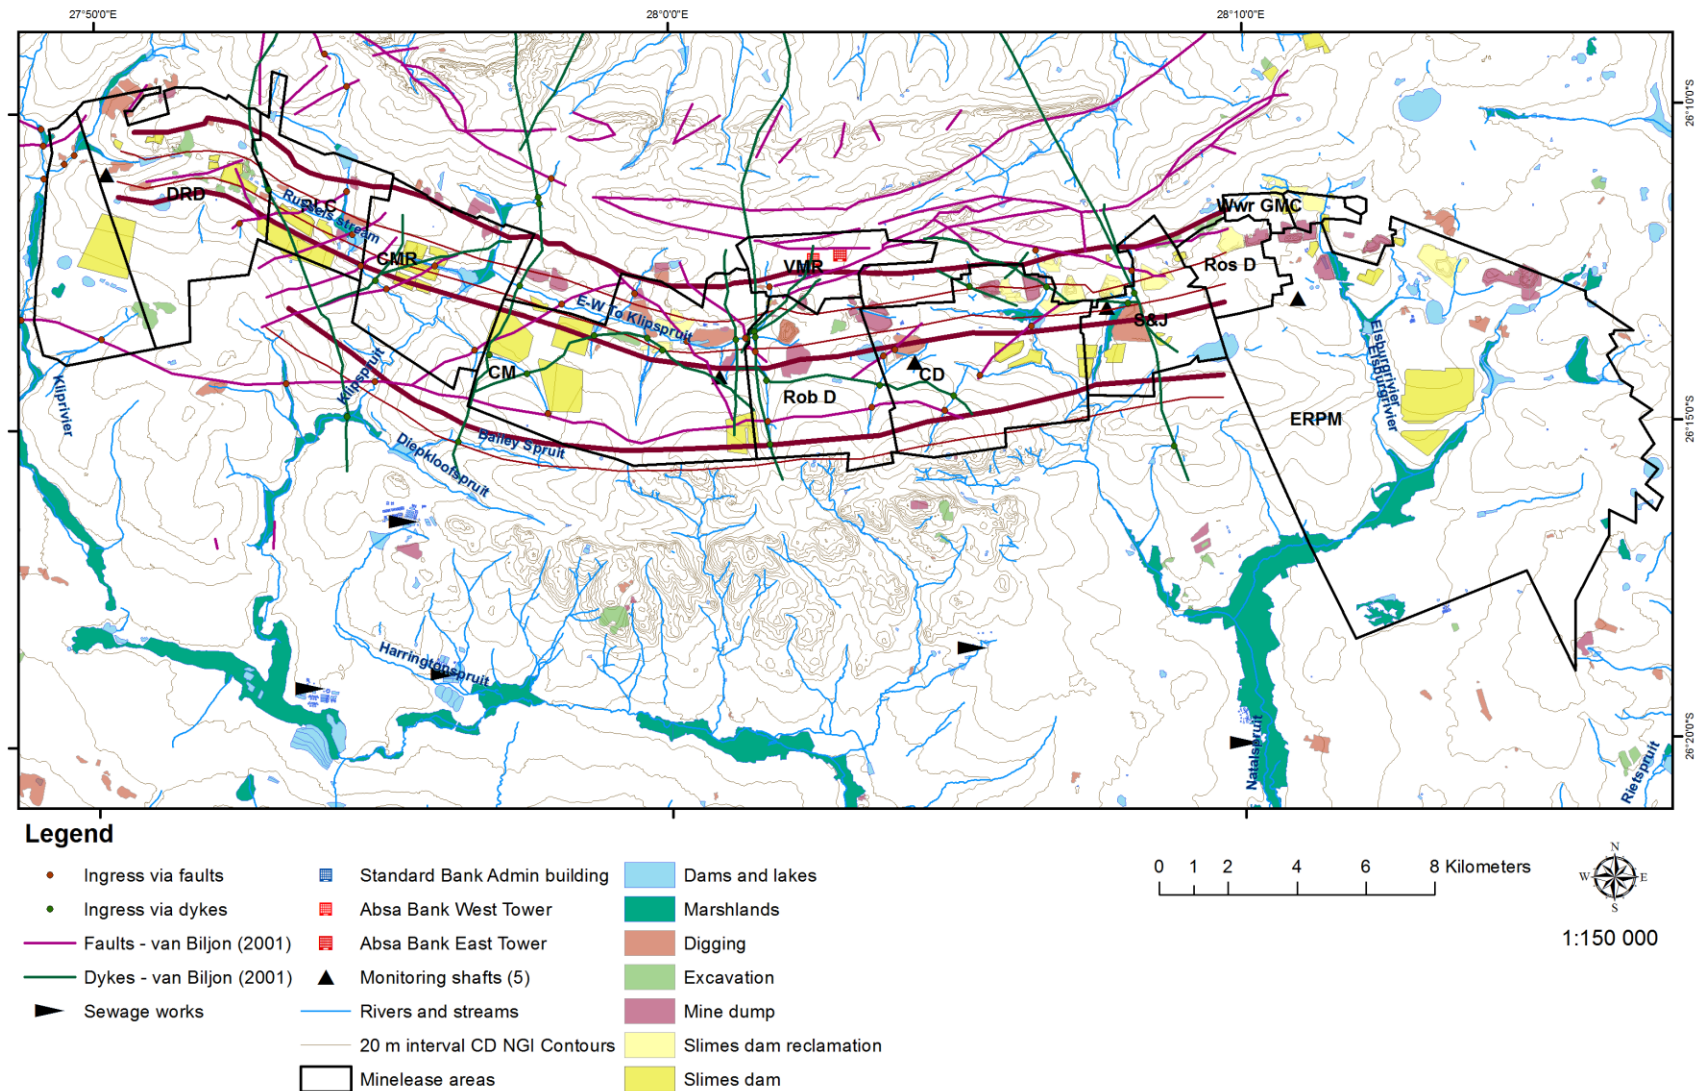 27°50'0"E
28°0'0"E
28°10'0"E
26°10'0"S
26°15'0"S
26°20'0"S
DRD
Russels stream
CMR
E-W To Klipspruit
VMR
Wwr GMC
Ros D
S&J
CM
CD
Rob D
ERPM
Elsburgrivier
Elsburgrivier
Kliprivier
Klipspruit
Diepkloofspruit
Bailey Spruit
Harringtonspruit
Natalspruit
Rietspruit
Legend
Ingress via faults
Ingress via dykes
Faults - van Biljon (2001)
Dykes - van Biljon (2001)
Sewage works
Standard Bank Admin building
Absa Bank West Tower
Absa Bank East Tower
Monitoring shafts (5)
Rivers and streams
20 m interval CD NGI Contours
Minelease areas
Dams and lakes
Marshlands
Digging
Excavation
Mine dump
Slimes dam reclamation
Slimes dam
0 1 2 4 6 8 Kilometers
N
W E
S
1:150 000